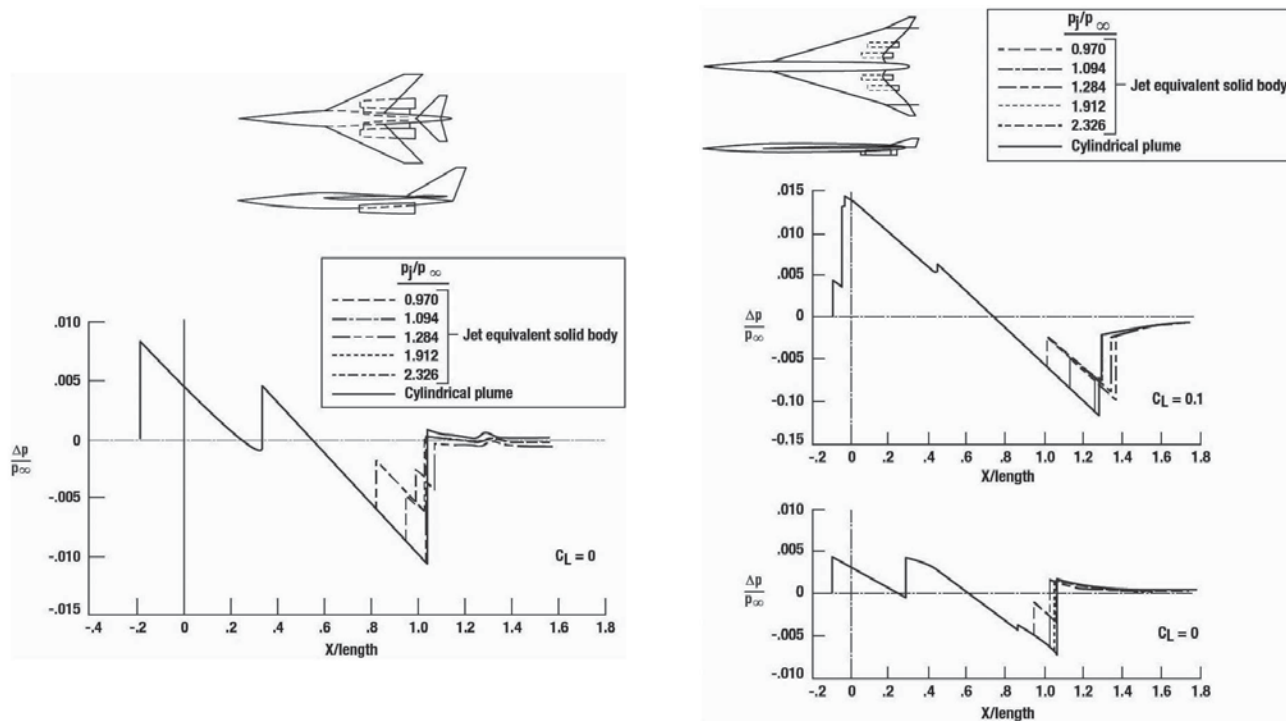 pj/p∞
0.970
1.094
1.284
1.912
2.326
Jet equivalent solid body
Cylindrical plume
.010
.005
0
-.005
-.010
-.015
Δp
p∞
CL = 0
-.4 -.2 0 .2 .4 .6 .8 1.0 1.2 1.4 1.6 1.8
X/length
pj/p∞
0.970
1.094
1.284
1.912
2.326
Jet equivalent solid body
Cylindrical plume
.015
.010
.005
0
-.005
-.10
-.15
Δp
p∞
CL = 0.1
-.2 0 .2 .4 .6 .8 1.0 1.2 1.4 1.6 1.8
X/length
.010
.005
0
-.005
-.010
Δp
p∞
CL = 0
-.2 0 .2 .4 .6 .8 1.0 1.2 1.4 1.6 1.8
X/length